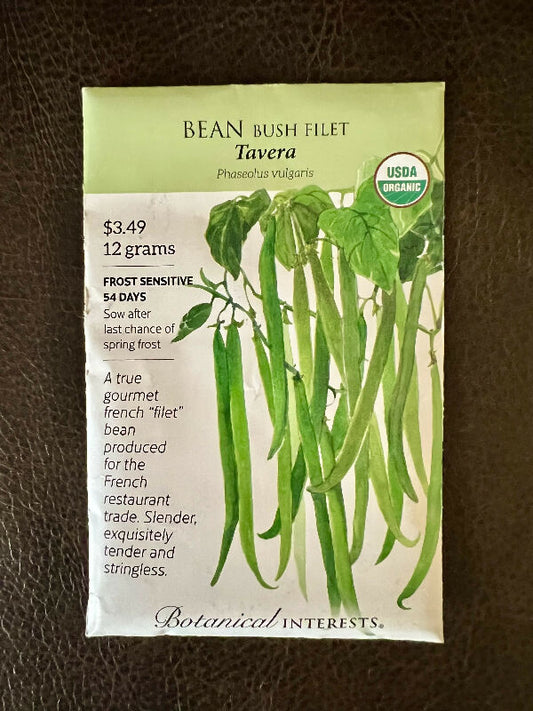 BEAN BUSH FILET
Tavera
Phaseolus vulgaris
USDA
ORGANIC
$3.49
12 grams
FROST SENSITIVE
54 DAYS
Sow after
last chance of
spring frost
A true
gourmet
french “filet”
bean
produced
for the
French
restaurant
trade. Slender,
exquisitely
tender and
stringless.
Botanical INTERESTS®